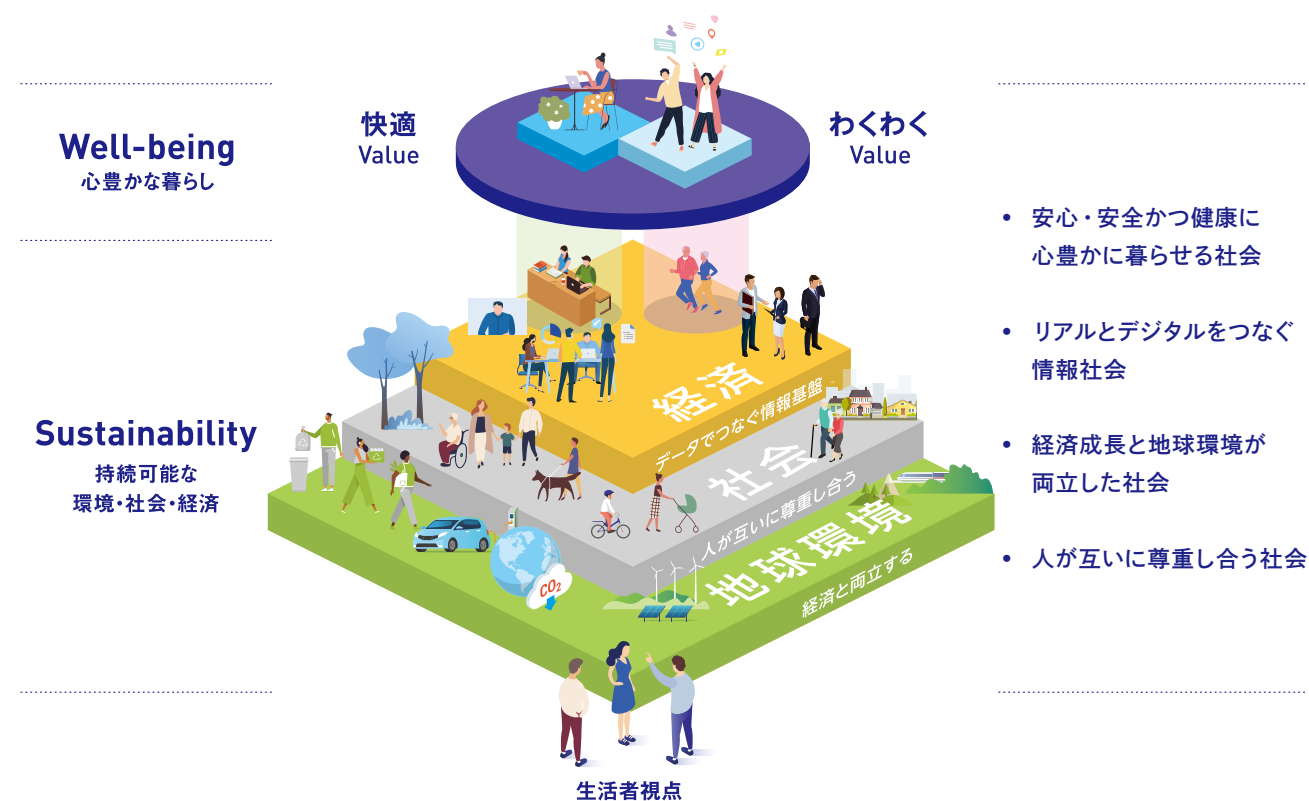 Well-being
心豊かな暮らし
快適
Value
わくわく
Value
Sustainability
持続可能な
環境・社会・経済
経済
データでつなぐ情報基盤
社会
人が互いに尊重し合う
地球環境
経済と両立する
CO₂
生活者視点
• 安心・安全かつ健康に
心豊かに暮らせる社会
• リアルとデジタルをつなぐ
情報社会
• 経済成長と地球環境が
両立した社会
• 人が互いに尊重し合う社会